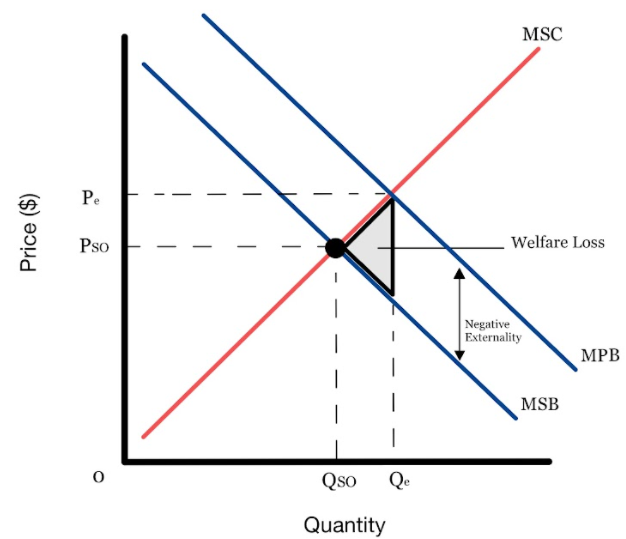 MSC
Pe
PSO
Price ($)
Welfare Loss
Negative
Externality
MPB
MSB
O
QSO
Qe
Quantity